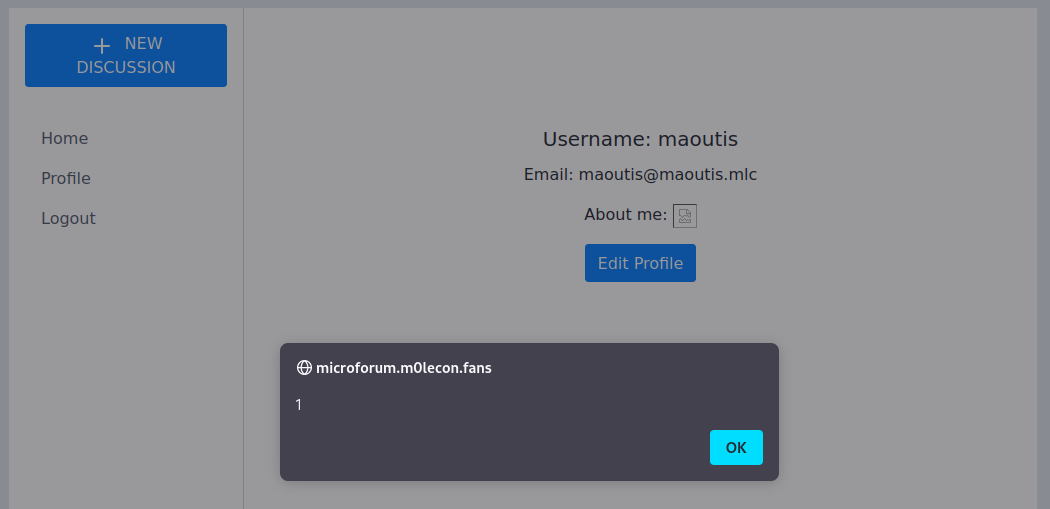 NEW
DISCUSSION
Home
Profile
Logout
Username: maoutis
Email: maoutis@maoutis.mlc
About me:
Edit Profile
microforum.m0lecon.fans
1
OK